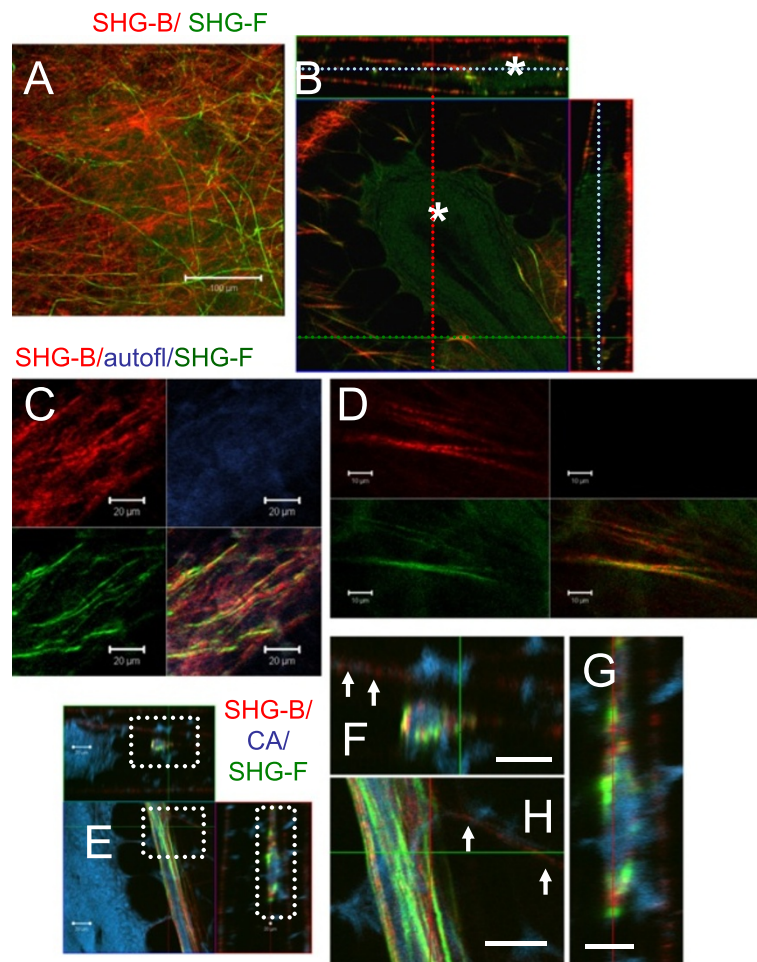 SHG-B/ SHG-F
A
100 µm
B
*
*
SHG-B/autofl/SHG-F
C
20 µm
20 µm
20 µm
20 µm
D
10 µm
10 µm
10 µm
10 µm
SHG-B/
CA/
SHG-F
E
F
G
H